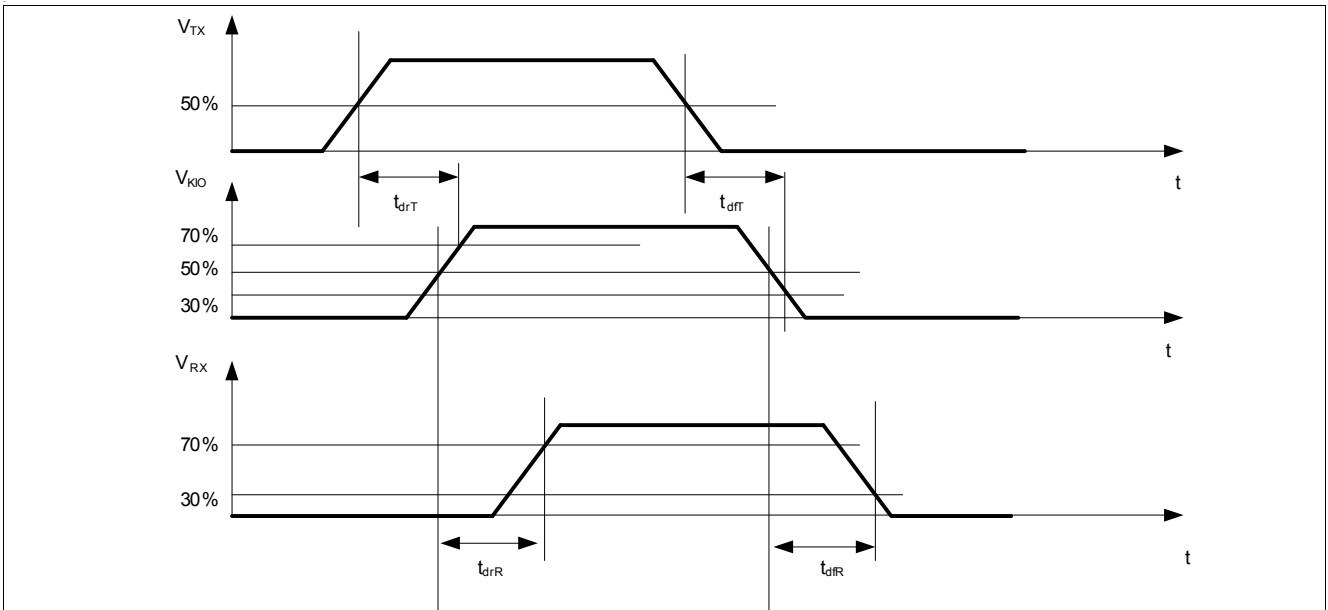 V_TX
50%
t
t_drT
t_dfT
V_KIO
70%
50%
30%
t
V_RX
70%
30%
t
t_drR
t_dfR